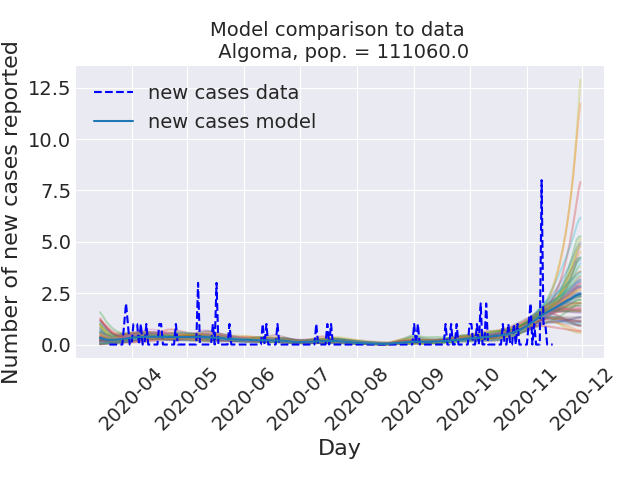 Model comparison to data
Algoma, pop. = 111060.0
new cases data
new cases model
Number of new cases reported
12.5
10.0
7.5
5.0
2.5
0.0
2020-04
2020-05
2020-06
2020-07
2020-08
2020-09
2020-10
2020-11
2020-12
Day